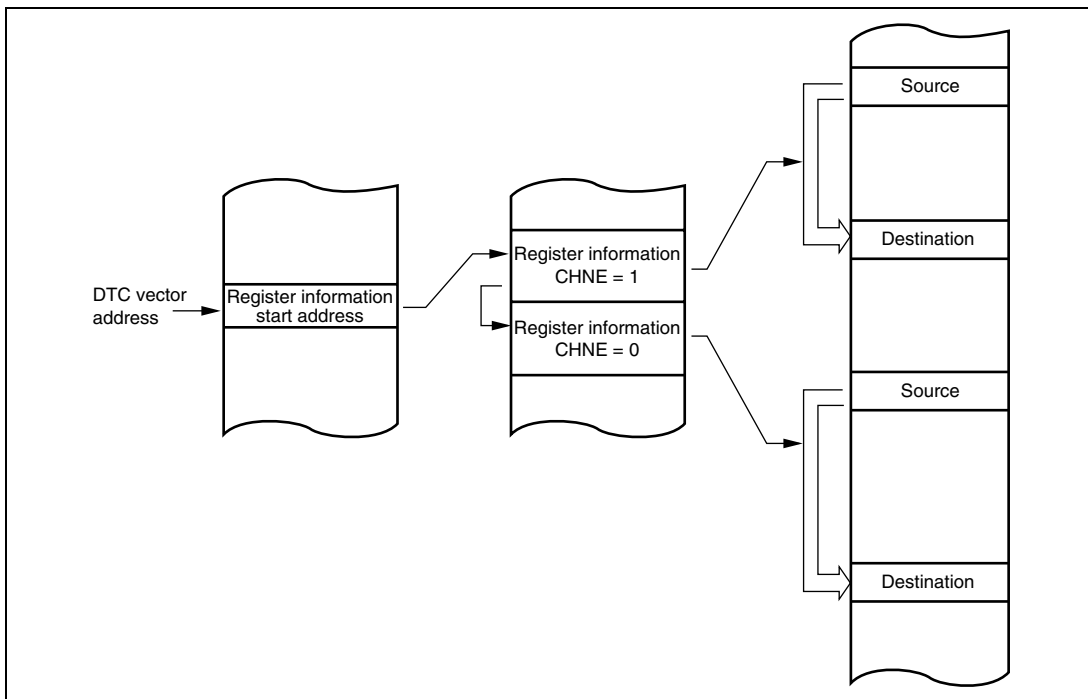 DTC vector
address
Register information
start address
Register information
CHNE = 1
Register information
CHNE = 0
Source
Destination
Source
Destination